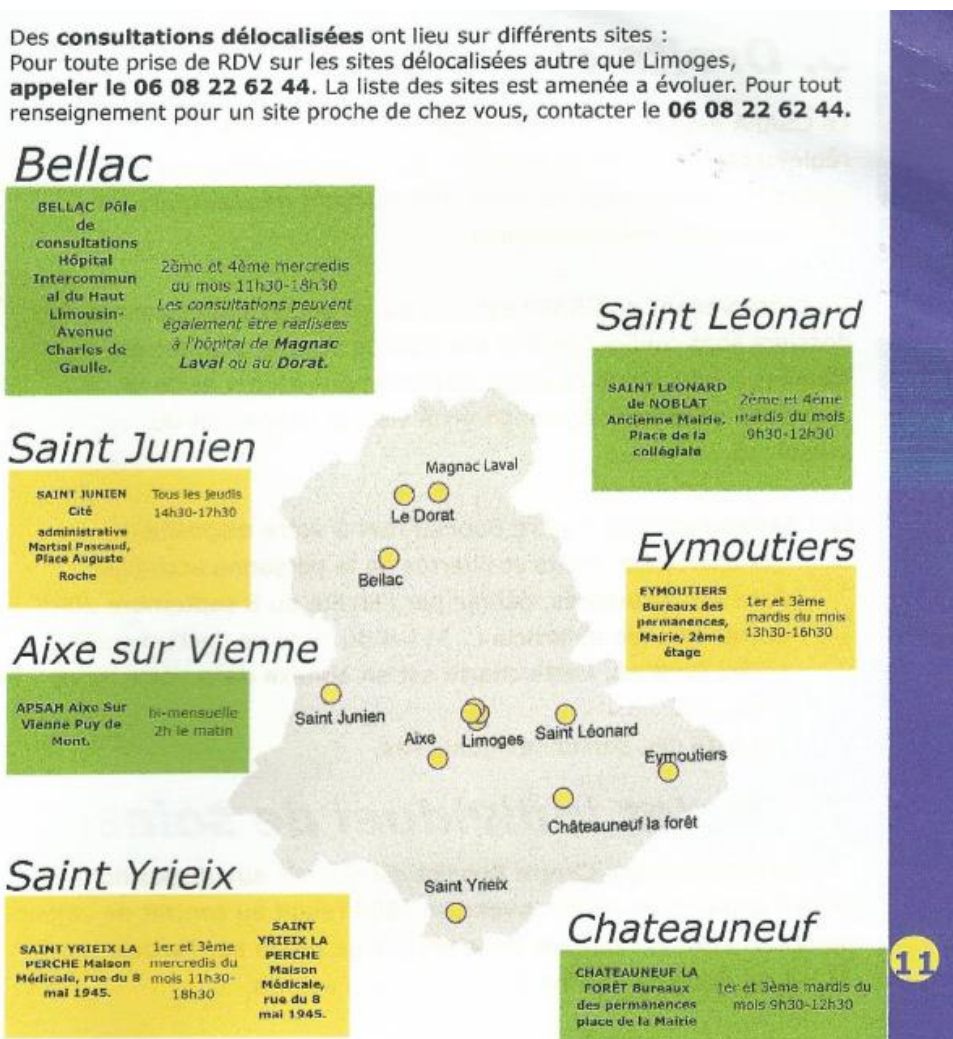 Des consultations délocalisées ont lieu sur différents sites :
Pour toute prise de RDV sur les sites délocalisées autre que Limoges,
appeler le 06 08 22 62 44. La liste des sites est amenée a évoluer. Pour tout
renseignement pour un site proche de chez vous, contacter le 06 08 22 62 44.
Bellac
BELLAC Pôle
de
consultations
Hôpital
Intercommun
al du Haut
Limousin-
Avenue
Charles de
Gaulle.
2ème et 4ème mercredis
du mois 11h30-18h30
Les consultations peuvent
également être réalisées
à l'hôpital de Magnac
Laval ou au Dorat.
Saint Léonard
SAINT LEONARD
de NOBLAT
Ancienne Mairie,
Place de la
collégiale
2ème et 4ème
mardis du mois
9h30-12h30
Saint Junien
SAINT JUNIEN
Cité
administrative
Martial Pascaud,
Place Auguste
Roche
Tous les jeudis
14h30-17h30
Eymoutiers
EYMOUTIERS
Bureaux des
permanences,
Mairie, 2ème
étage
1er et 3ème
mardis du mois
13h30-16h30
Aixe sur Vienne
APSAH Aixe Sur
Vienne Puy de
Mont.
bi-mensuelle
2h le matin
Magnac Laval
Le Dorat
Bellac
Saint Junien
Aixe
Limoges
Saint Léonard
Eymoutiers
Châteauneuf la forêt
Saint Yrieix
Saint Yrieix
SAINT YRIEIX LA
PERCHE Maison
Médicale, rue du 8
mai 1945.
1er et 3ème
mercredis du
mois 11h30-
18h30
SAINT
YRIEIX LA
PERCHE
Maison
Médicale,
rue du 8
mai 1945.
Chateauneuf
CHATEAUNEUF LA
FORÊT Bureaux
des permanences
place de la Mairie
1er et 3ème mardis du
mois 9h30-12h30
11